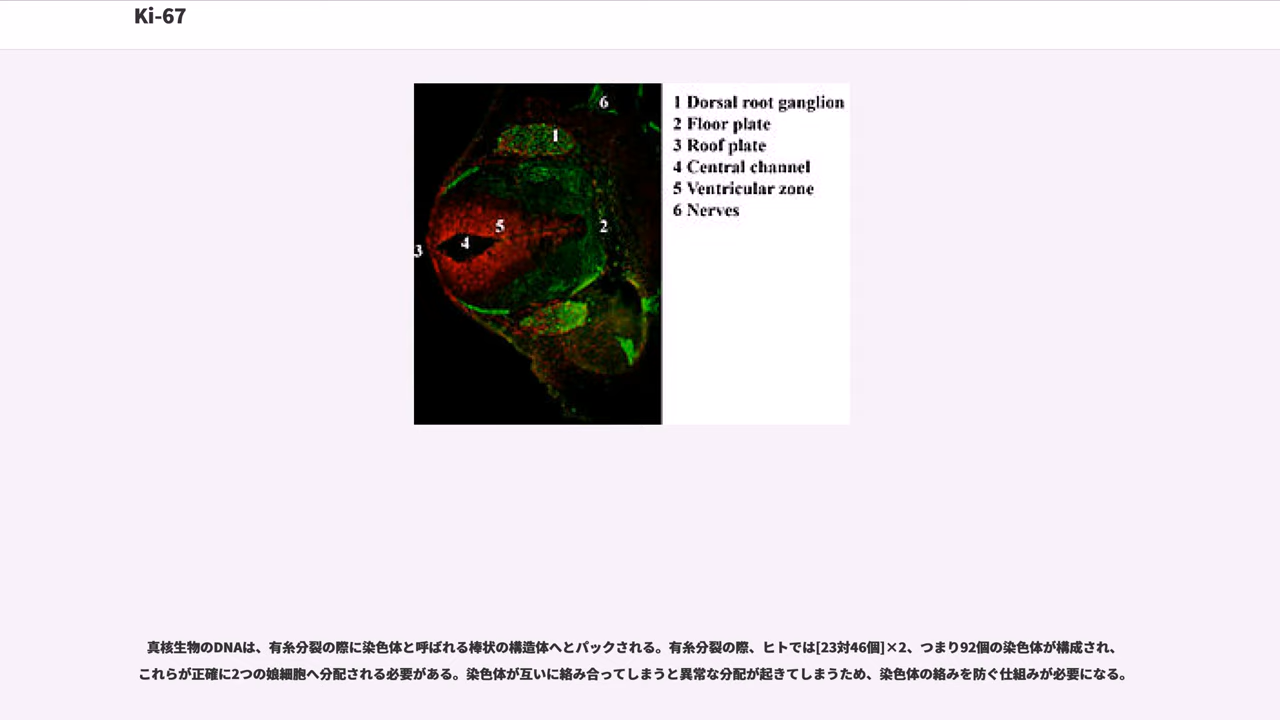 Ki-67
6
1
5
2
4
3
1 Dorsal root ganglion
2 Floor plate
3 Roof plate
4 Central channel
5 Ventricular zone
6 Nerves
真核生物のDNAは、有糸分裂の際に染色体と呼ばれる棒状の構造体へとパックされる。有糸分裂の際、ヒトでは[23対46個]×2、つまり92個の染色体が構成され、
これらが正確に2つの娘細胞へ分配される必要がある。染色体が互いに絡み合ってしまうと異常な分配が起きてしまうため、染色体の絡みを防ぐ仕組みが必要になる。